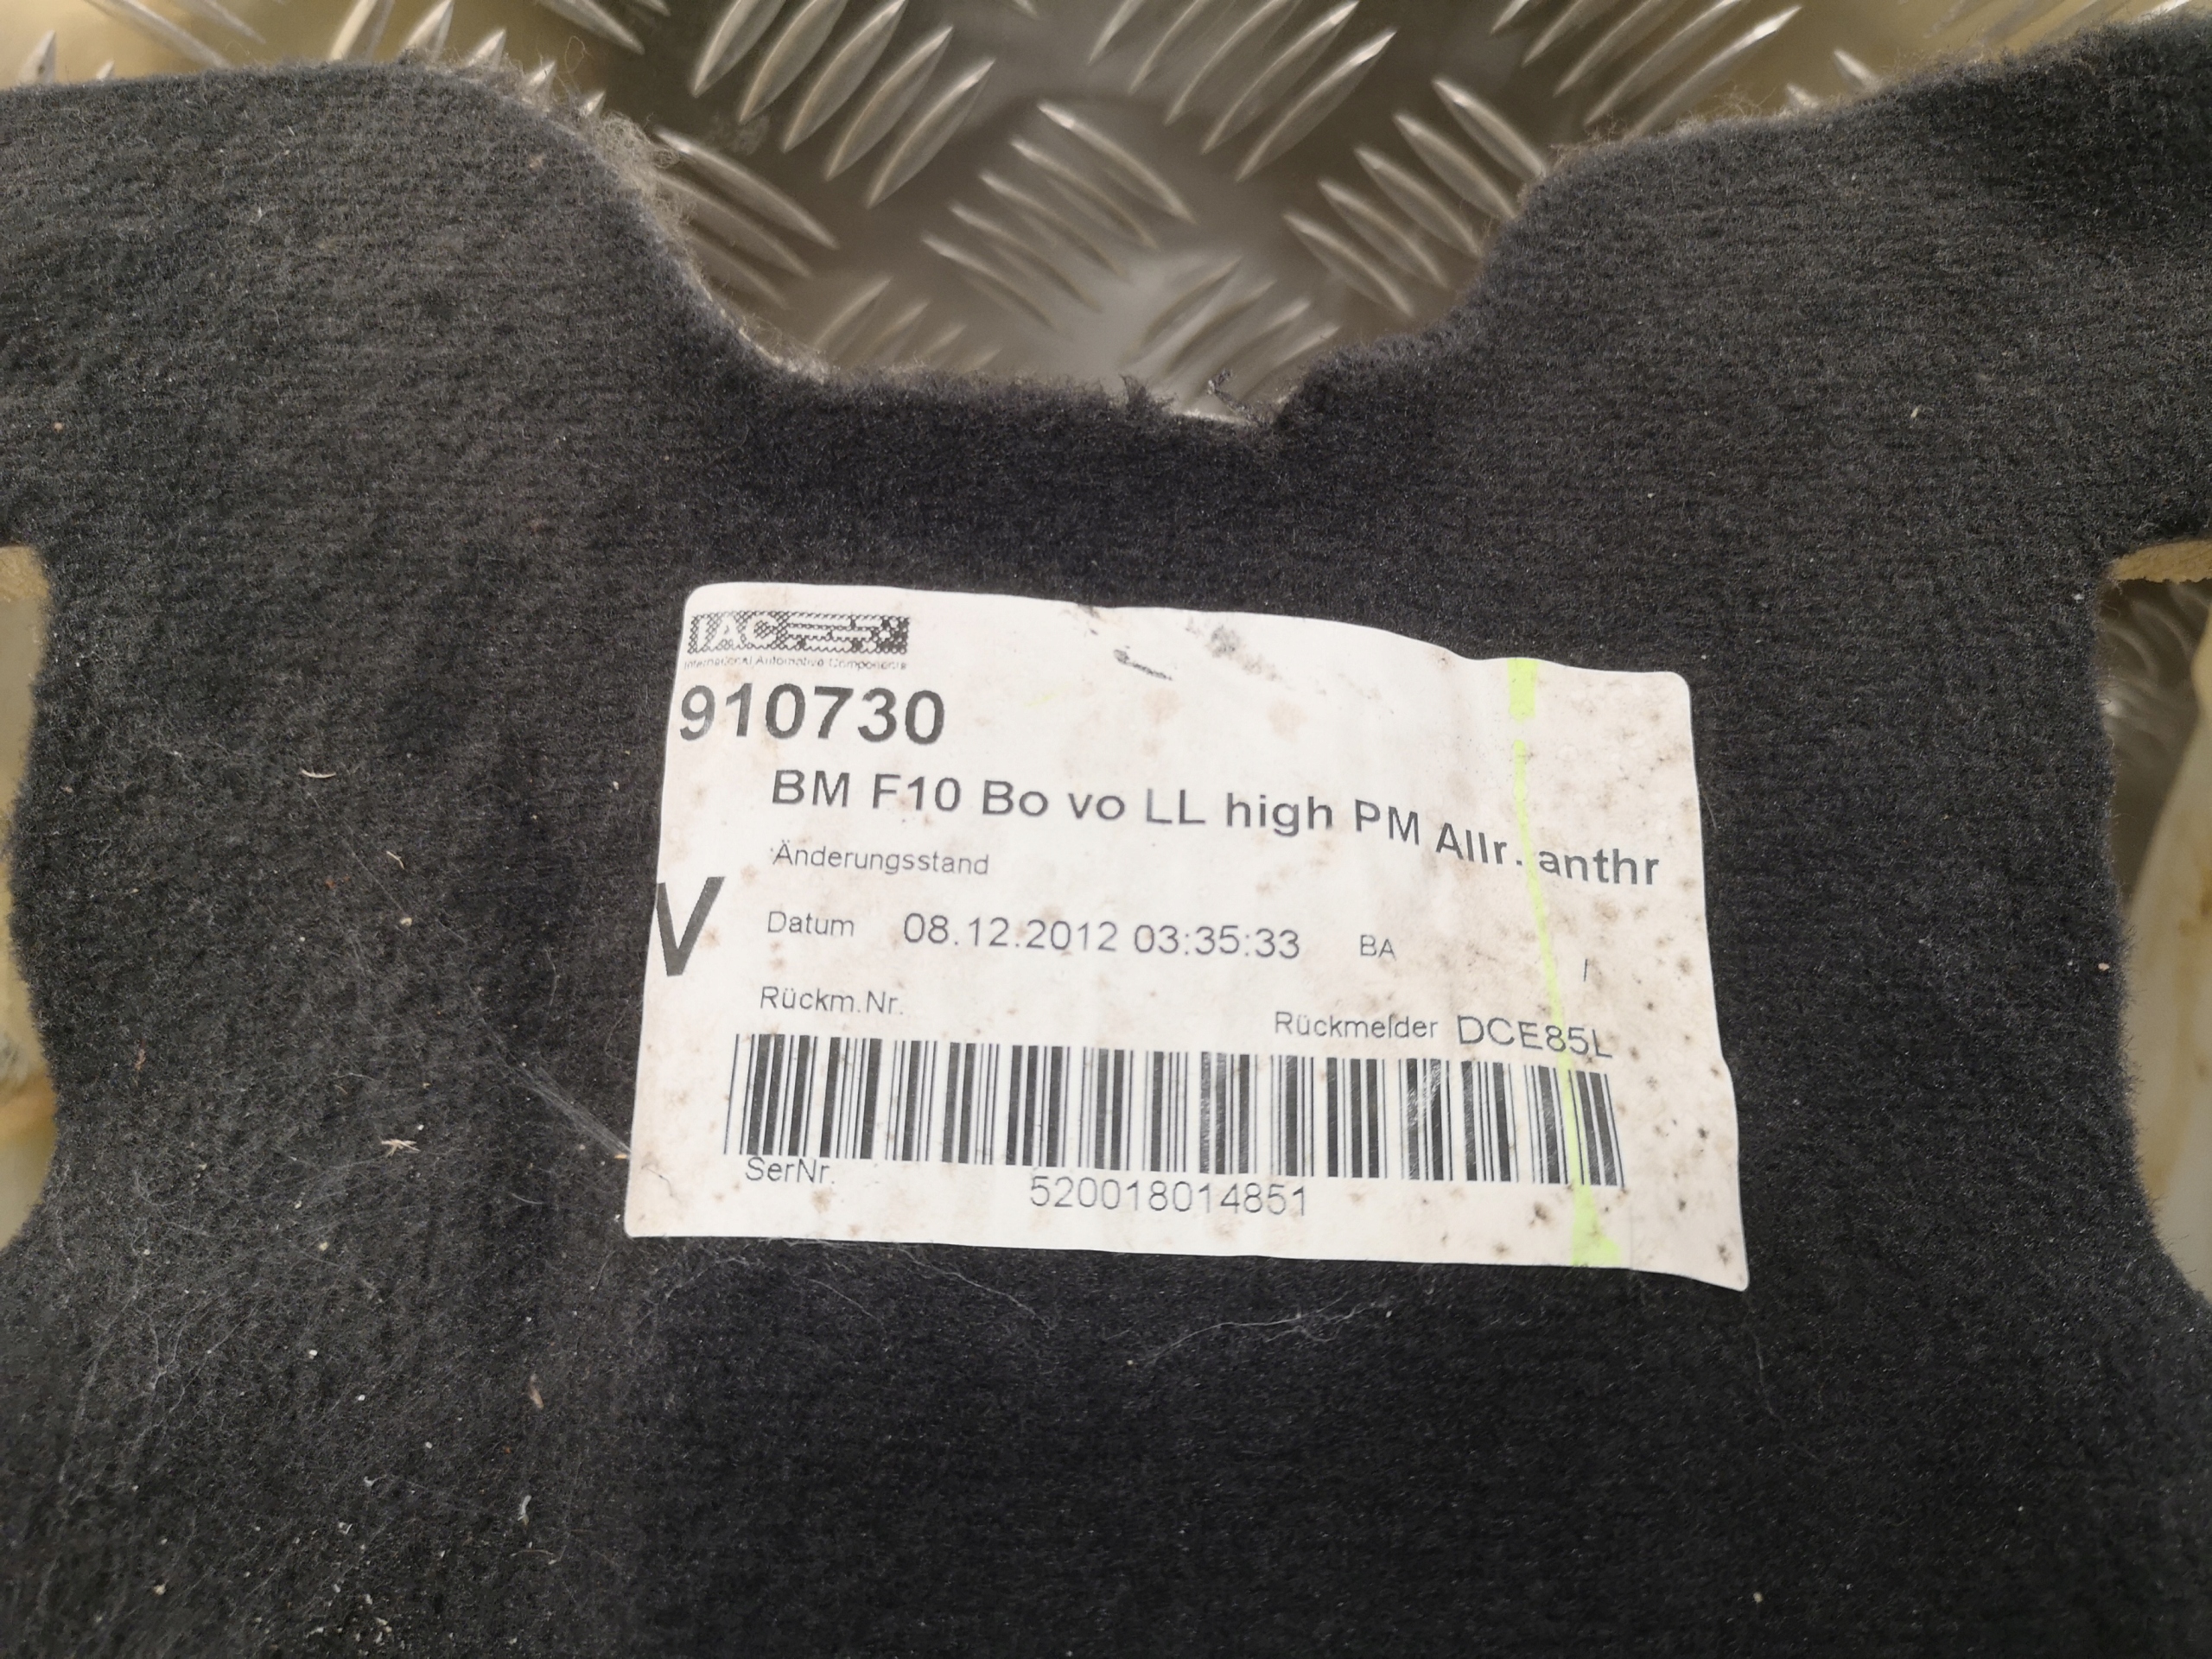 IAC
International Automotive Components
910730
BM F10 Bo vo LL high PM Allr. anthr
Änderungsstand
V
Datum 08.12.2012 03:35:33 BA /
Rückm.Nr.
Rückmelder DCE85L
SerNr.
520018014851